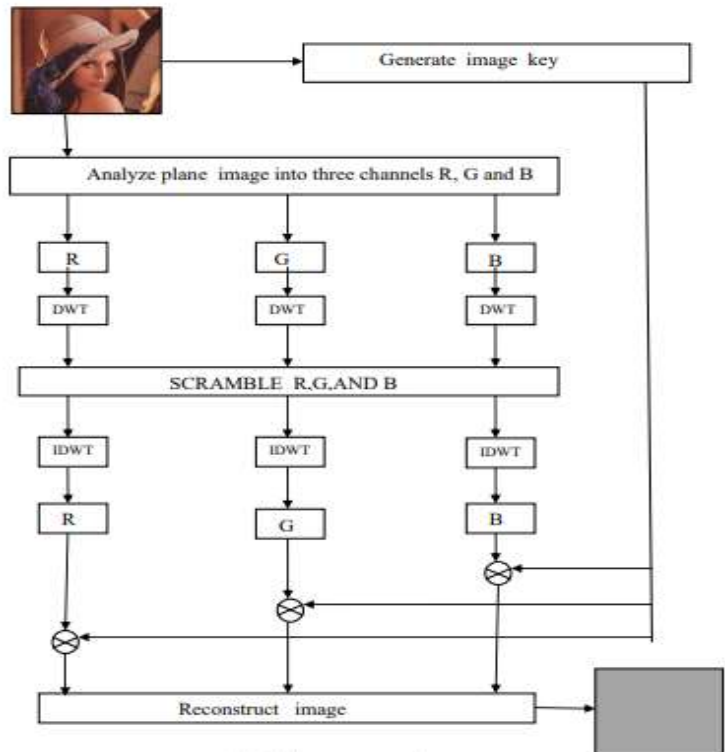 Generate image key
Analyze plane image into three channels R, G and B
R G B
DWT DWT DWT
SCRAMBLE R,G,AND B
IDWT IDWT IDWT
R G B
Reconstruct image